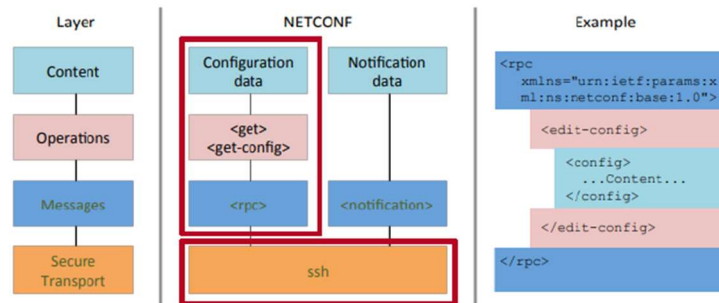 Layer
NETCONF
Example
Content
Configuration
data
Notification
data
Operations
<get>
<get-config>
Messages
<rpc>
<notification>
Secure
Transport
ssh
<rpc
xmlns="urn:ietf:params:x
ml:ns:netconf:base:1.0">
<edit-config>
<config>
...Content...
</config>
</edit-config>
</rpc>